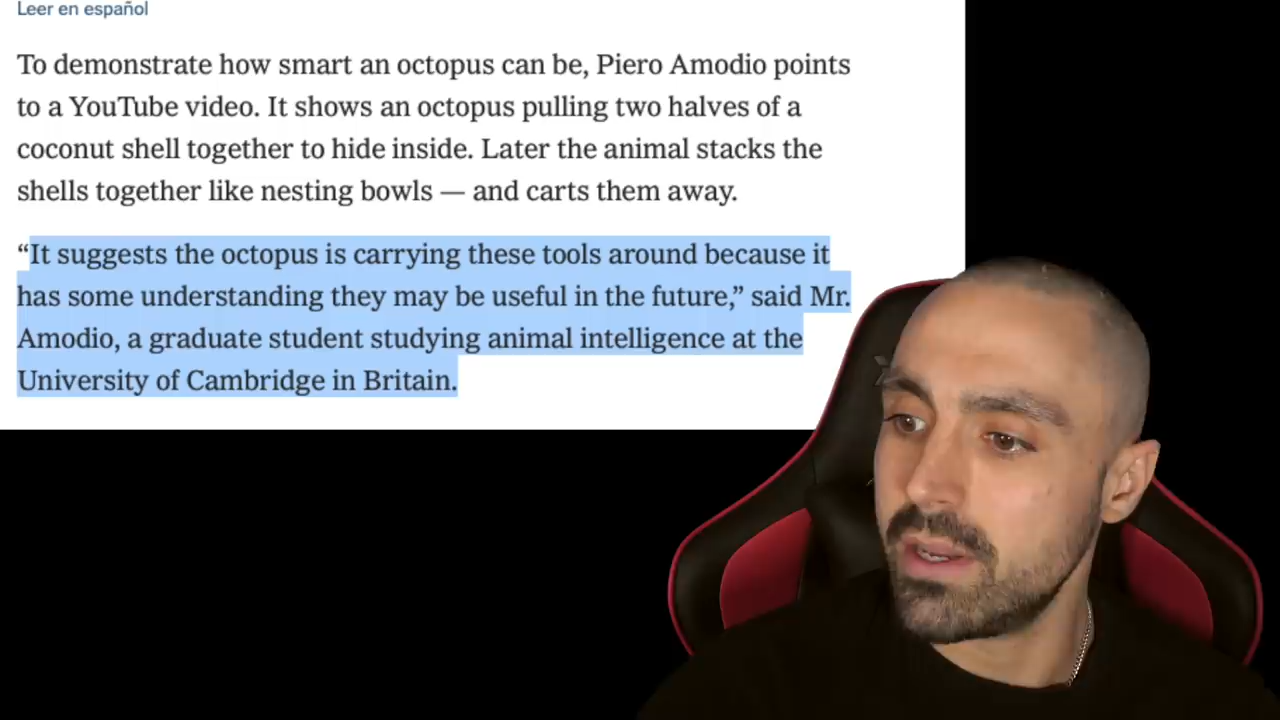 Leer en español
To demonstrate how smart an octopus can be, Piero Amodio points
to a YouTube video. It shows an octopus pulling two halves of a
coconut shell together to hide inside. Later the animal stacks the
shells together like nesting bowls — and carts them away.
“It suggests the octopus is carrying these tools around because it
has some understanding they may be useful in the future,” said Mr.
Amodio, a graduate student studying animal intelligence at the
University of Cambridge in Britain.